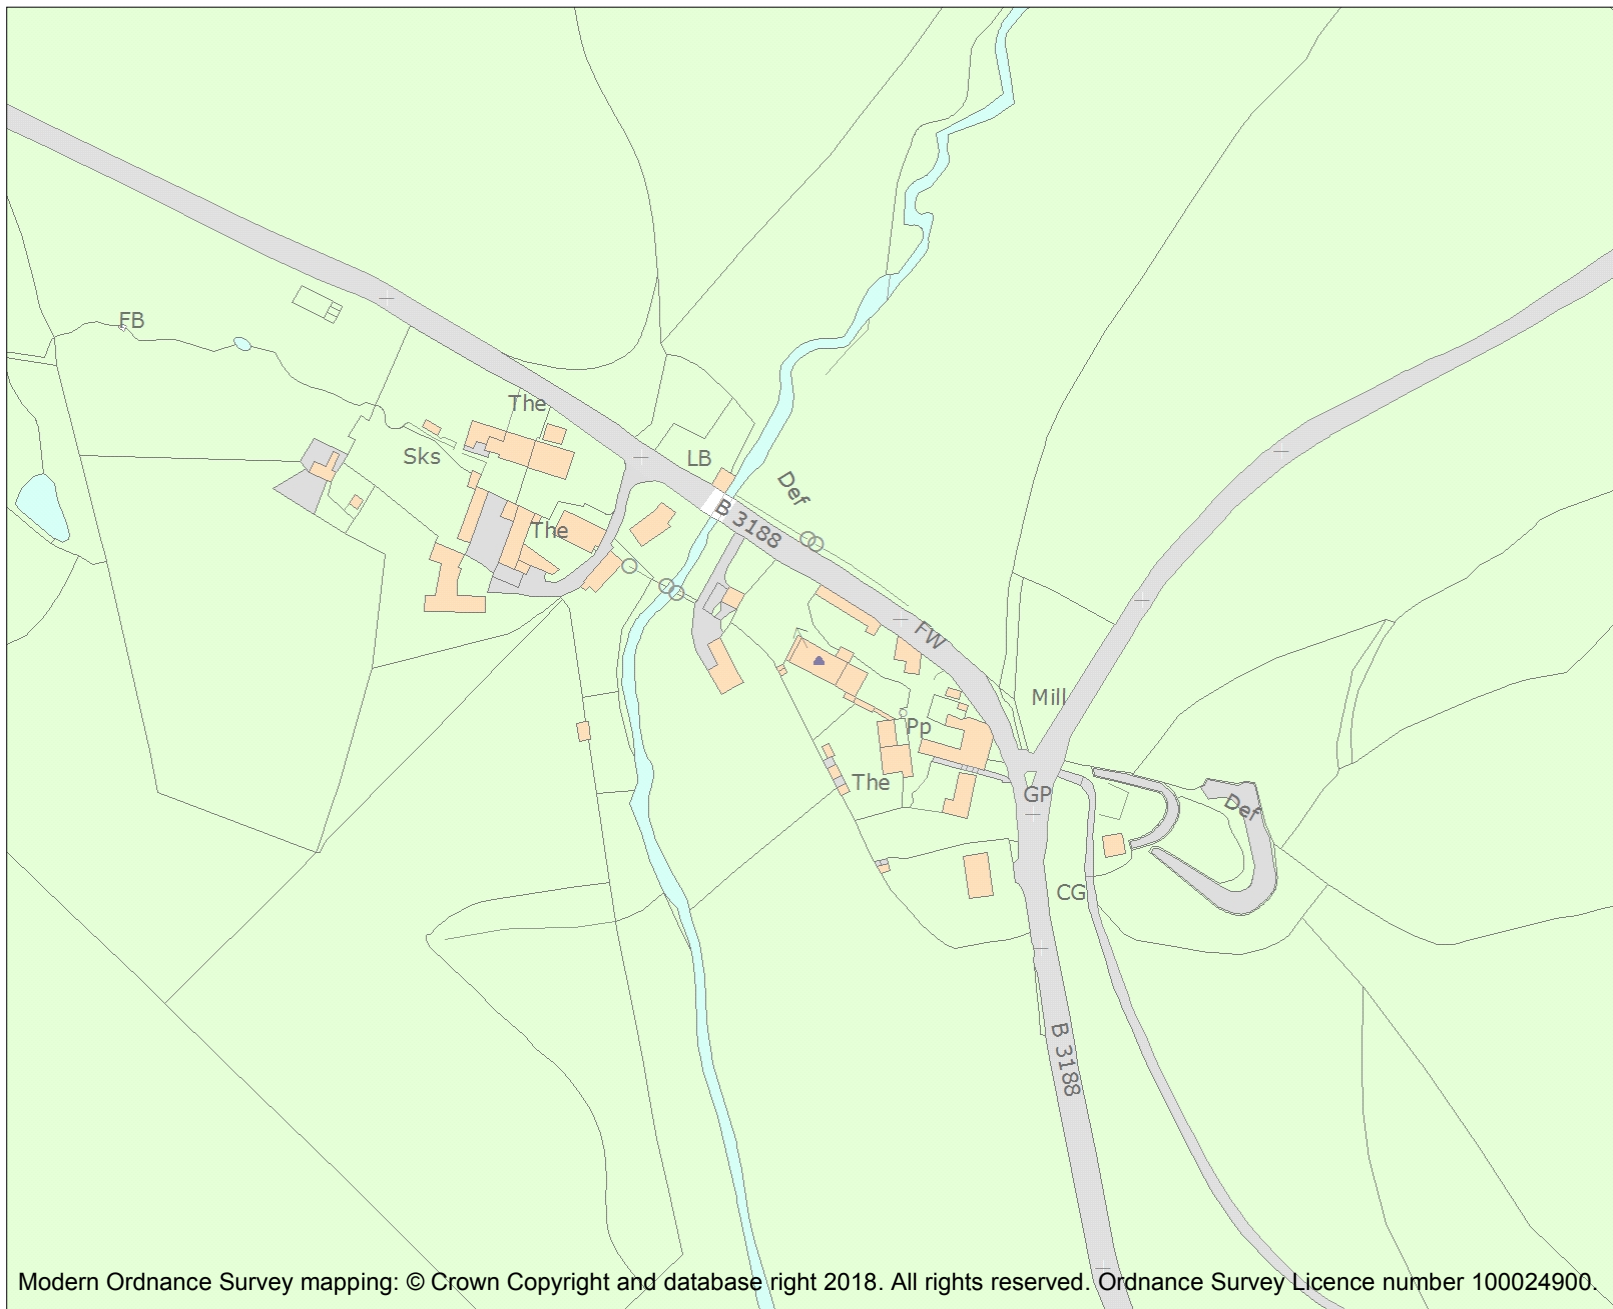 FB
The
Sks
LB
Def
B 3188
The
FW
Mill
Pp
The
GP
Def
CG
B 3188
Modern Ordnance Survey mapping: © Crown Copyright and database right 2018. All rights reserved. Ordnance Survey Licence number 100024900.